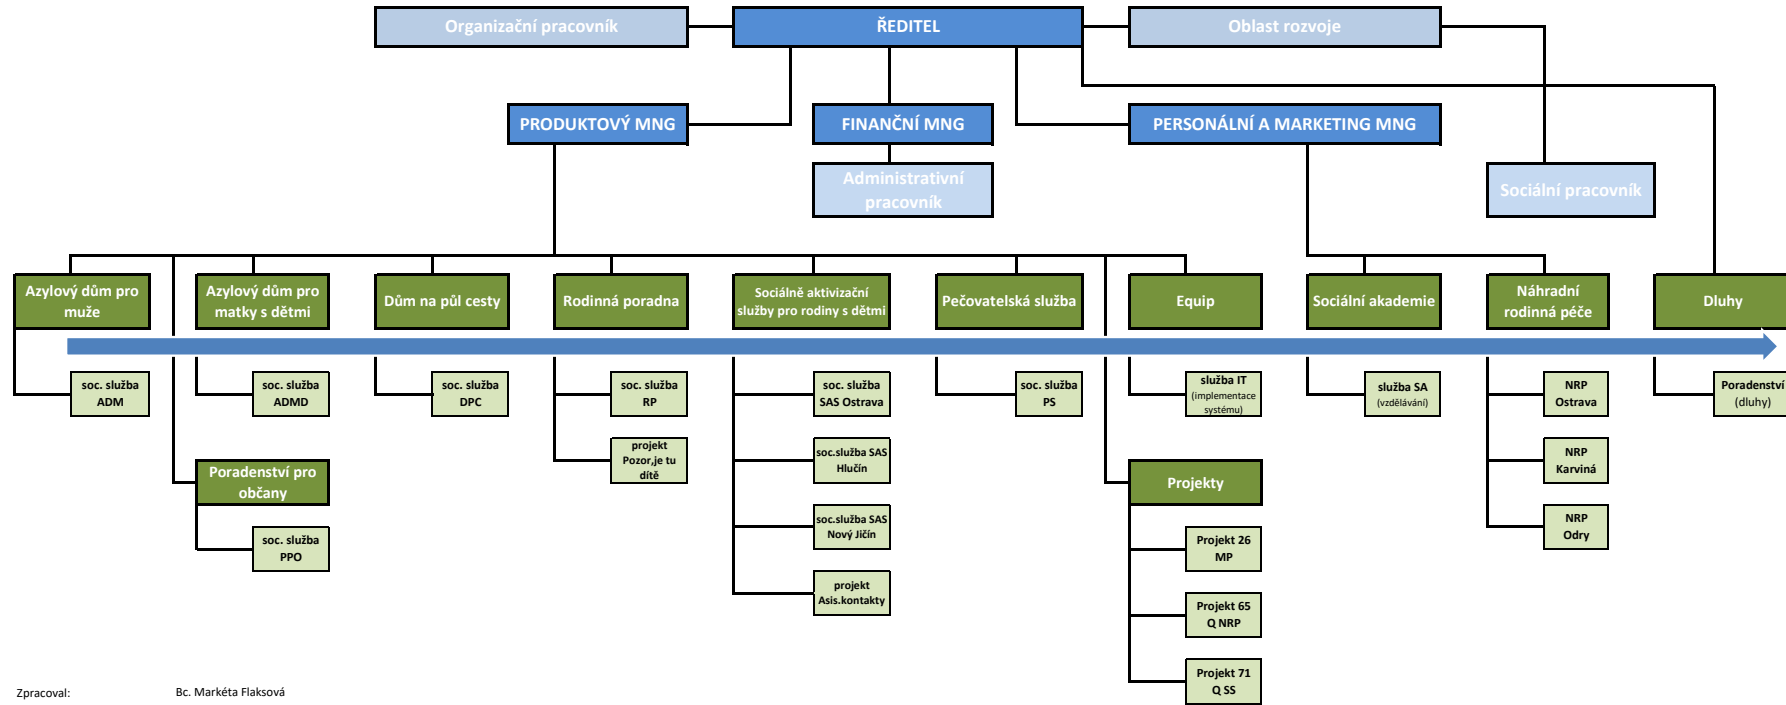 Organizační pracovník
ŘEDITEL
Oblast rozvoje
PRODUKTOVÝ MNG
FINANČNÍ MNG
PERSONÁLNÍ A MARKETING MNG
Administrativní
pracovník
Sociální pracovník
Azylový dům pro
muže
Azylový dům pro
matky s dětmi
Dům na půl cesty
Rodinná poradna
Sociálně aktivizační
služby pro rodiny s dětmi
Pečovatelská služba
Equip
Sociální akademie
Náhradní
rodinná péče
Dluhy
soc. služba
ADM
soc. služba
ADMD
soc. služba
DPC
soc. služba
RP
soc. služba
SAS Ostrava
soc. služba
PS
služba IT
(implementace
systému)
služba SA
(vzdělávání)
NRP
Ostrava
Poradenství
(dluhy)
projekt
Pozor,je tu
dítě
soc.služba SAS
Hlučín
NRP
Karviná
Poradenství pro
občany
Projekty
soc. služba
PPO
soc.služba SAS
Nový Jičín
Projekt 26
MP
NRP
Odry
projekt
Asis.kontakty
Projekt 65
Q NRP
Projekt 71
Q SS
Zpracoval:
Bc. Markéta Flaksová